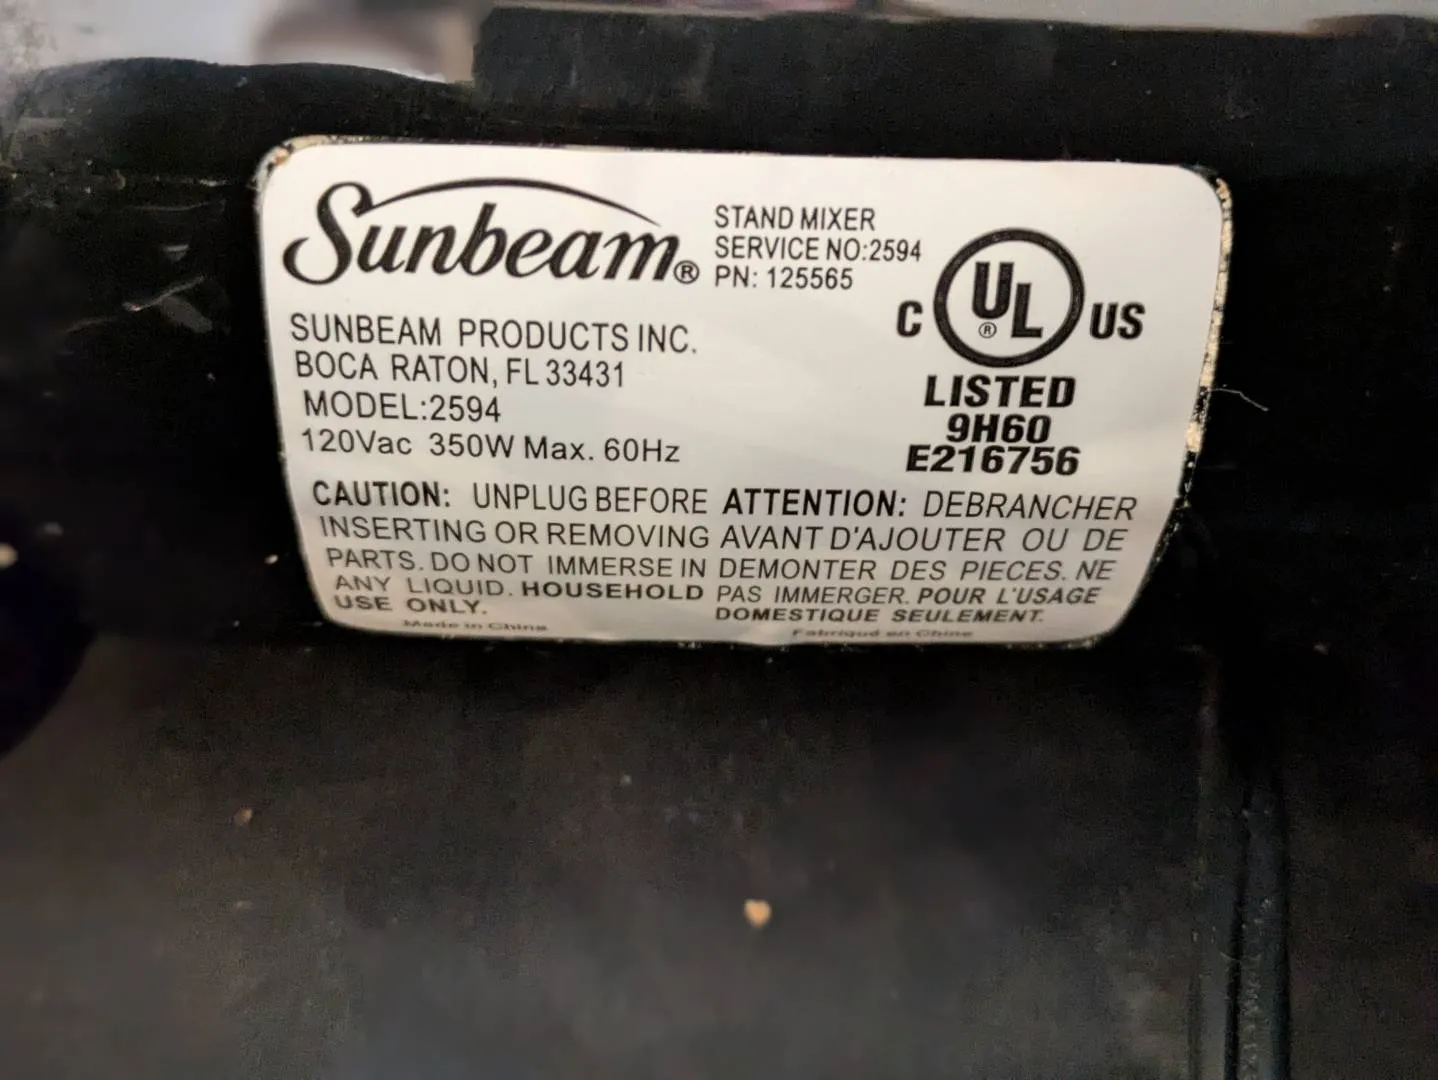 Sunbeam®
STAND MIXER
SERVICE NO:2594
PN: 125565
SUNBEAM PRODUCTS INC.
BOCA RATON, FL 33431
MODEL:2594
120Vac 350W Max. 60Hz
C UL® US
LISTED
9H60
E216756
CAUTION: UNPLUG BEFORE
INSERTING OR REMOVING
PARTS. DO NOT IMMERSE IN
ANY LIQUID. HOUSEHOLD
USE ONLY.
Made in China
ATTENTION: DEBRANCHER
AVANT D'AJOUTER OU DE
DEMONTER DES PIECES. NE
PAS IMMERGER. POUR L'USAGE
DOMESTIQUE SEULEMENT.
Fabriqué en Chine